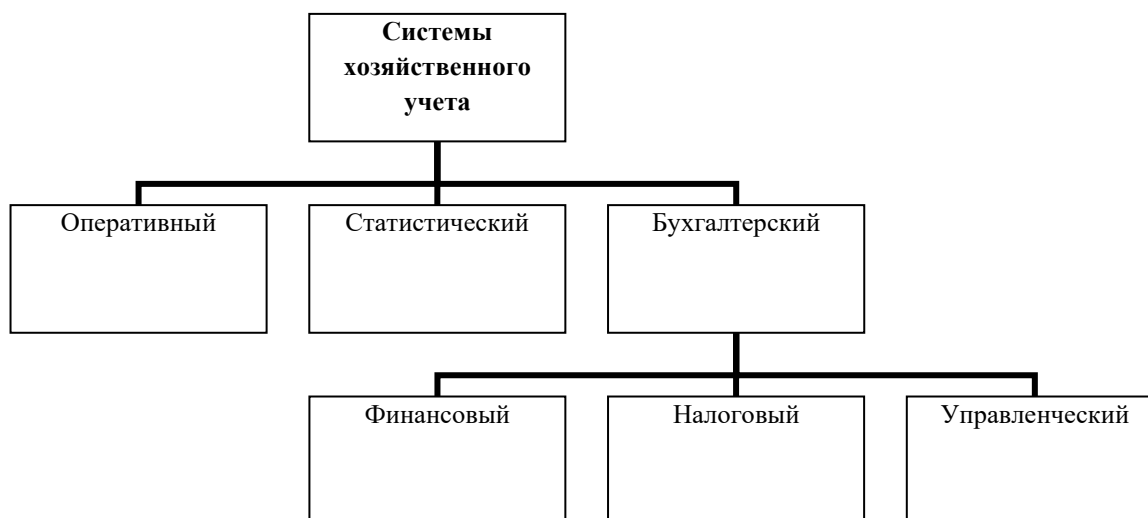 Системы
хозяйственного
учета
Оперативный
Статистический
Бухгалтерский
Финансовый
Налоговый
Управленческий